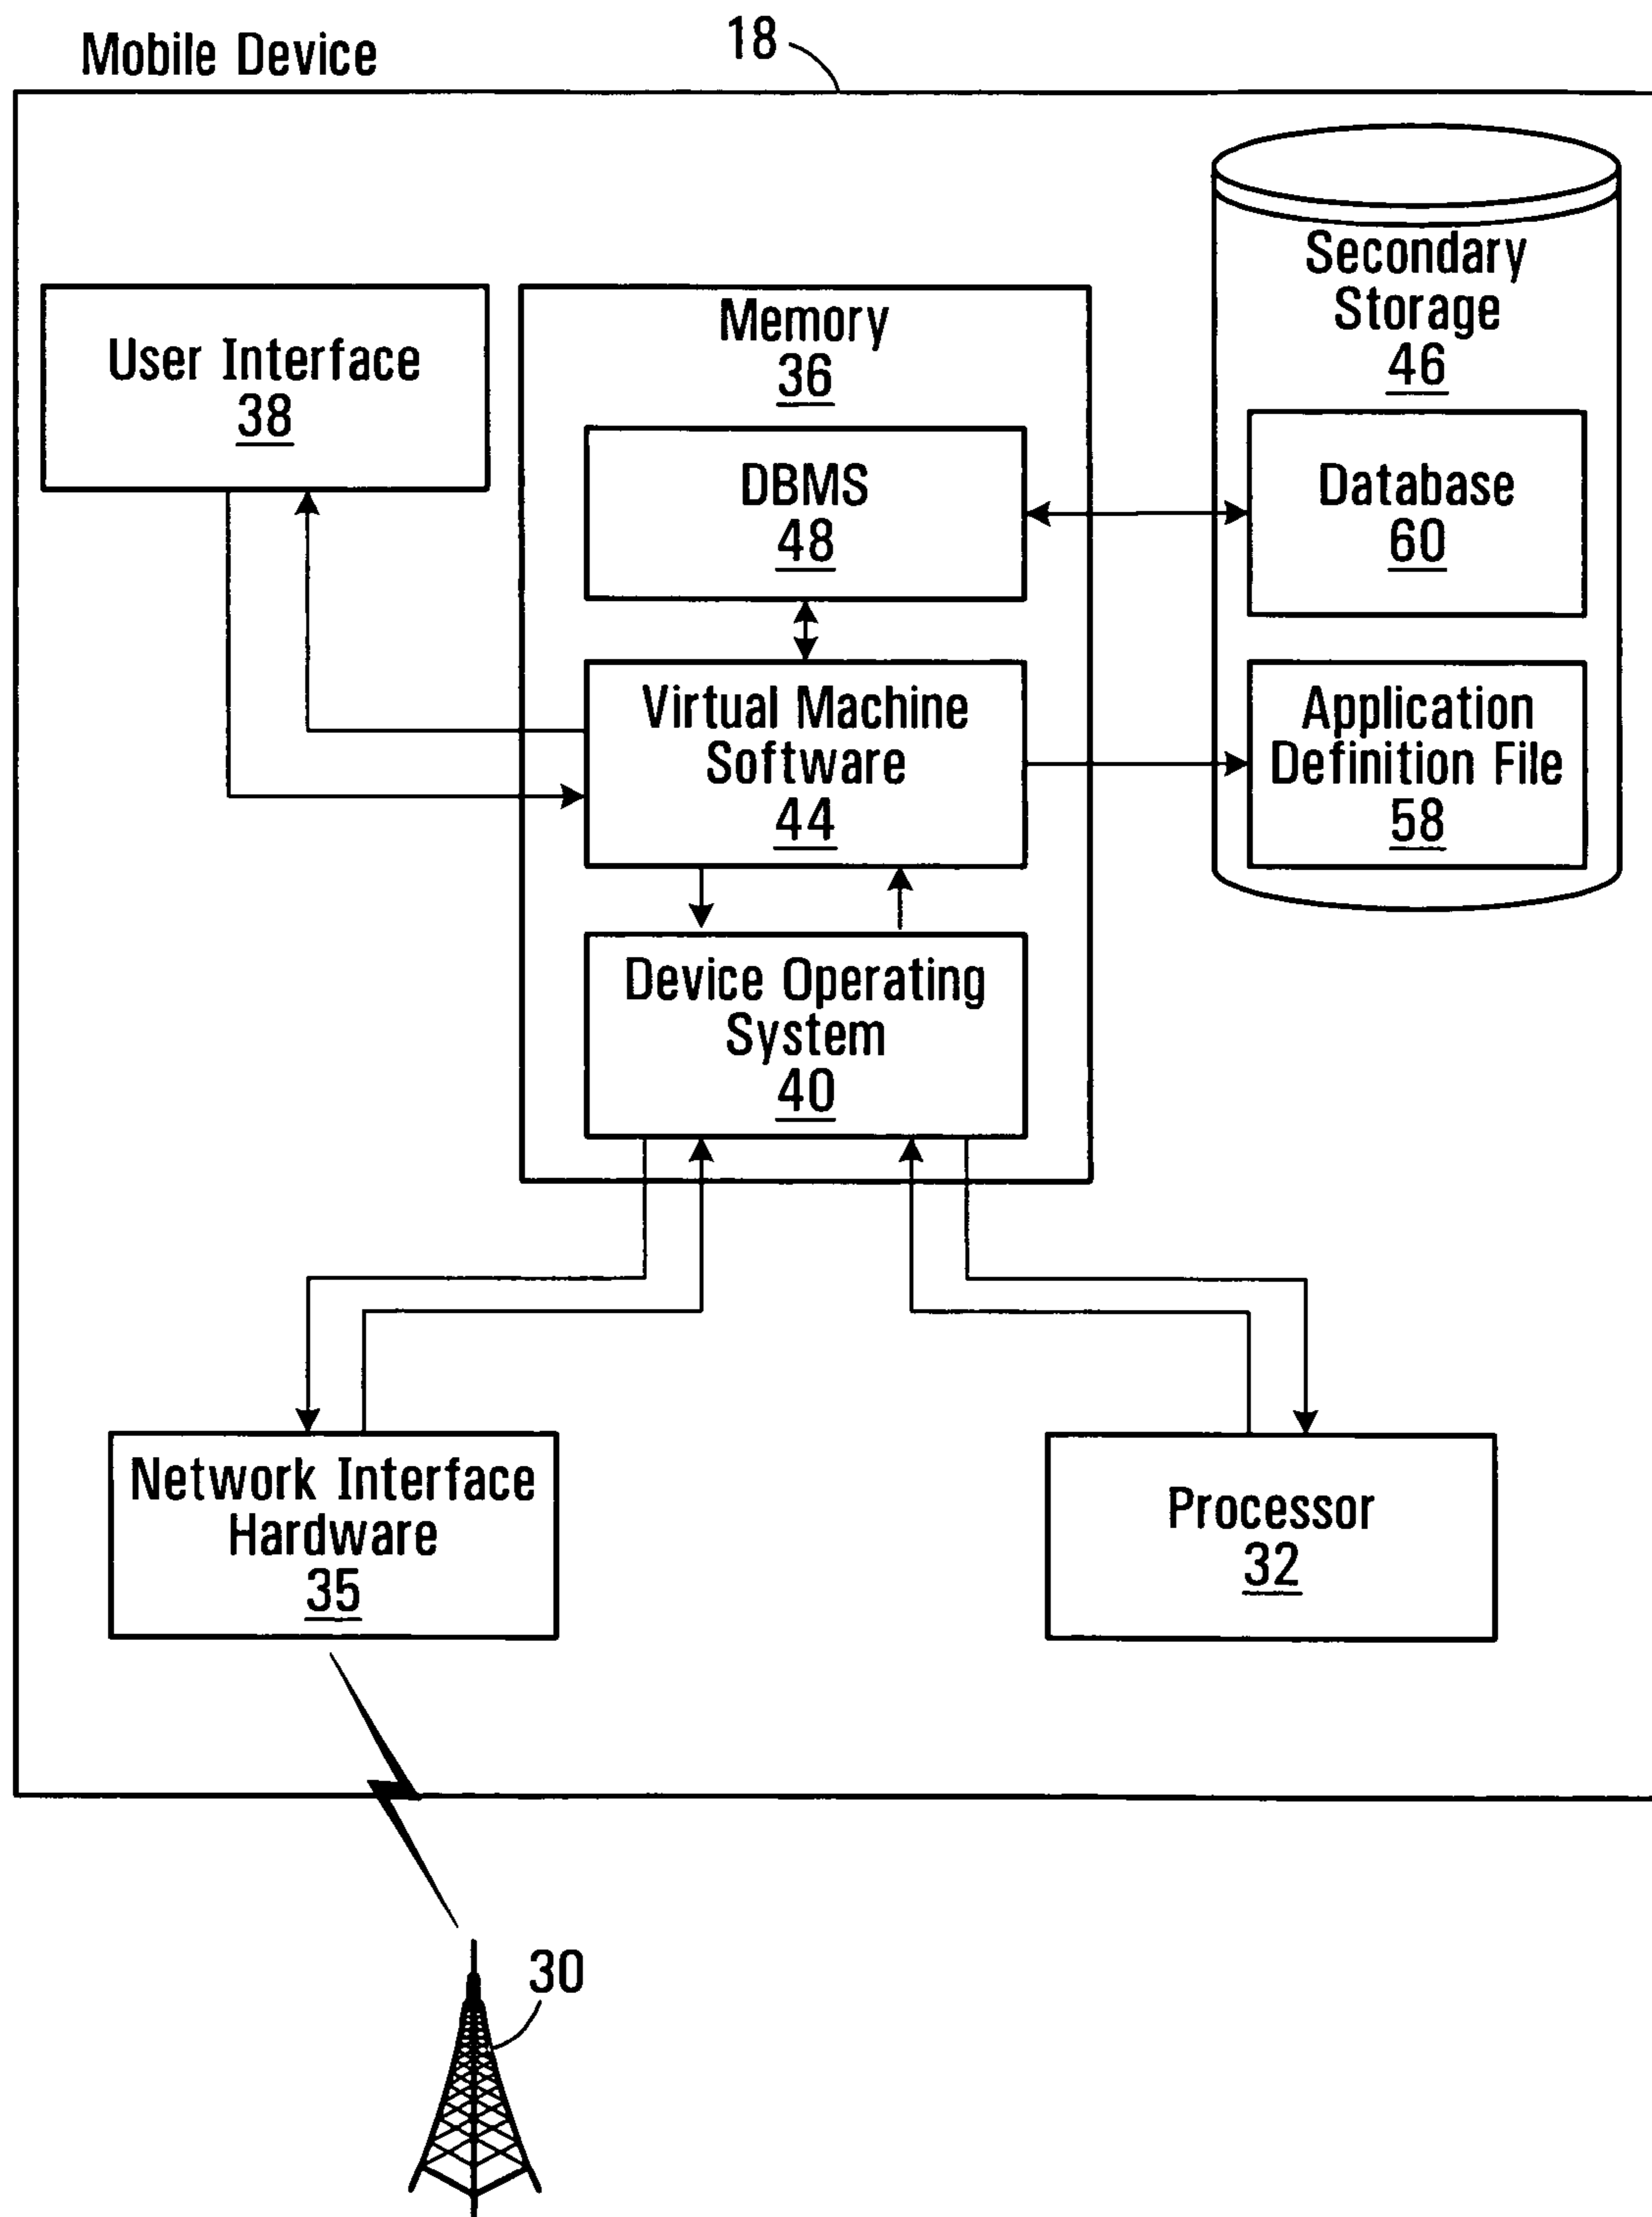 Mobile Device
18
Secondary
Storage
46
User Interface
38
Memory
36
DBMS
48
Database
60
Virtual Machine
Software
44
Application
Definition File
58
Device Operating
System
40
Network Interface
Hardware
35
Processor
32
30